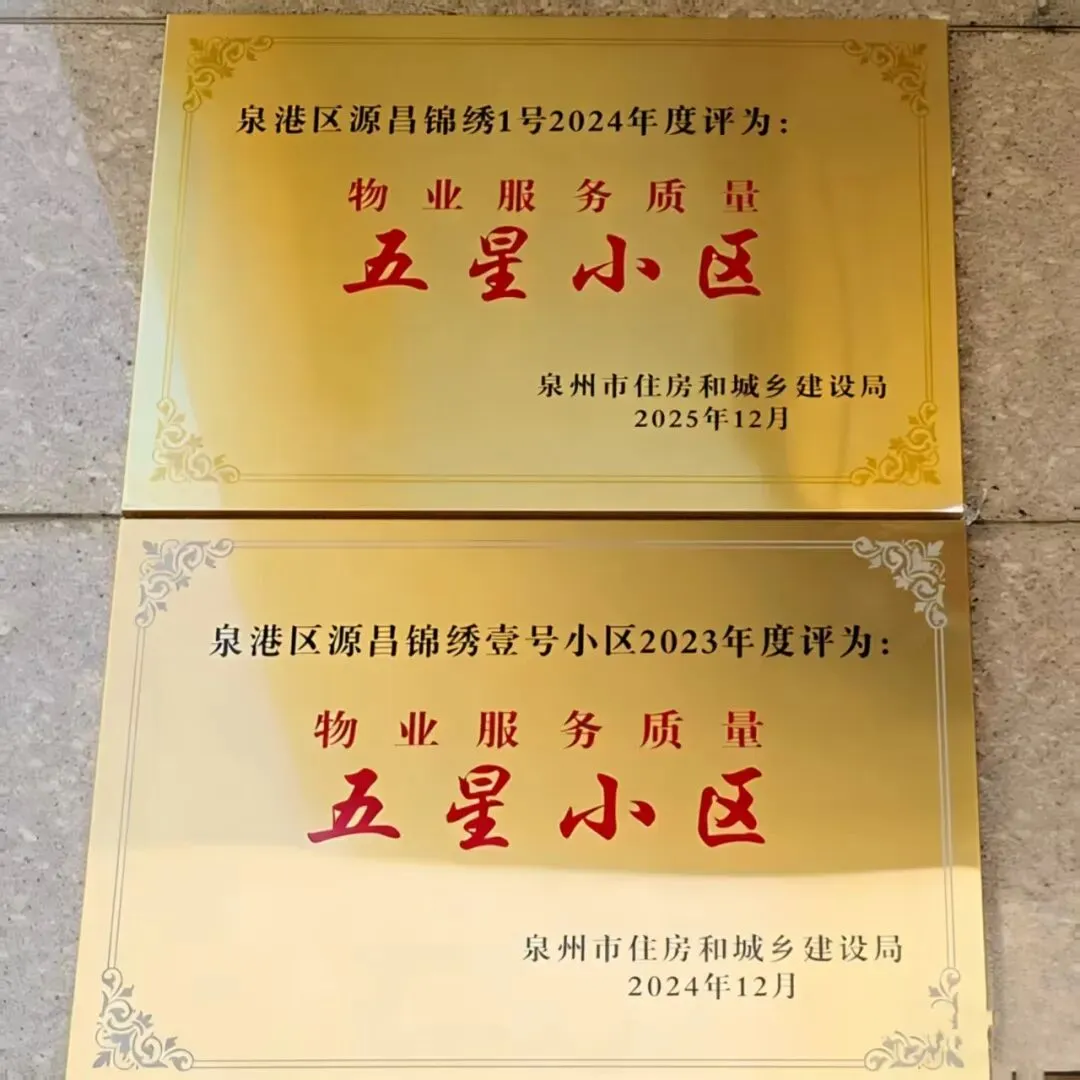 泉港区源昌锦绣1号2024年度评为：
物业服务质量
五星小区
泉州市住房和城乡建设局
2025年12月
泉港区源昌锦绣壹号小区2023年度评为：
物业服务质量
五星小区
泉州市住房和城乡建设局
2024年12月